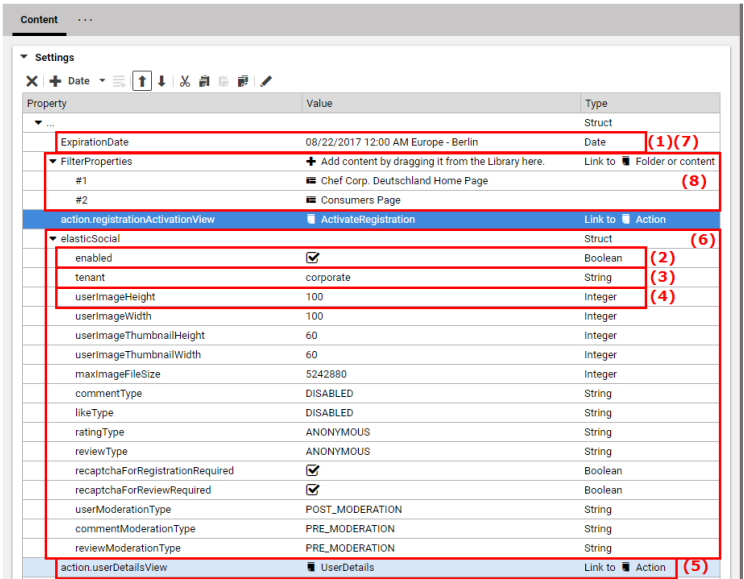 Content ...
Settings
Date
Property Value Type
... Struct
ExpirationDate 08/22/2017 12:00 AM Europe - Berlin Date (1)(7)
FilterProperties Add content by dragging it from the Library here. Link to Folder or content
#1 Chef Corp. Deutschland Home Page (8)
#2 Consumers Page
action.registrationActivationView ActivateRegistration Link to Action
elasticSocial Struct (6)
enabled Boolean (2)
tenant corporate String (3)
userImageHeight 100 Integer (4)
userImageWidth 100 Integer
userImageThumbnailHeight 60 Integer
userImageThumbnailWidth 60 Integer
maxImageFileSize 5242880 Integer
commentType DISABLED String
likeType DISABLED String
ratingType ANONYMOUS String
reviewType ANONYMOUS String
recaptchaForRegistrationRequired Boolean
recaptchaForReviewRequired Boolean
userModerationType POST_MODERATION String
commentModerationType PRE_MODERATION String
reviewModerationType PRE_MODERATION String
action.userDetailsView UserDetails Link to Action (5)